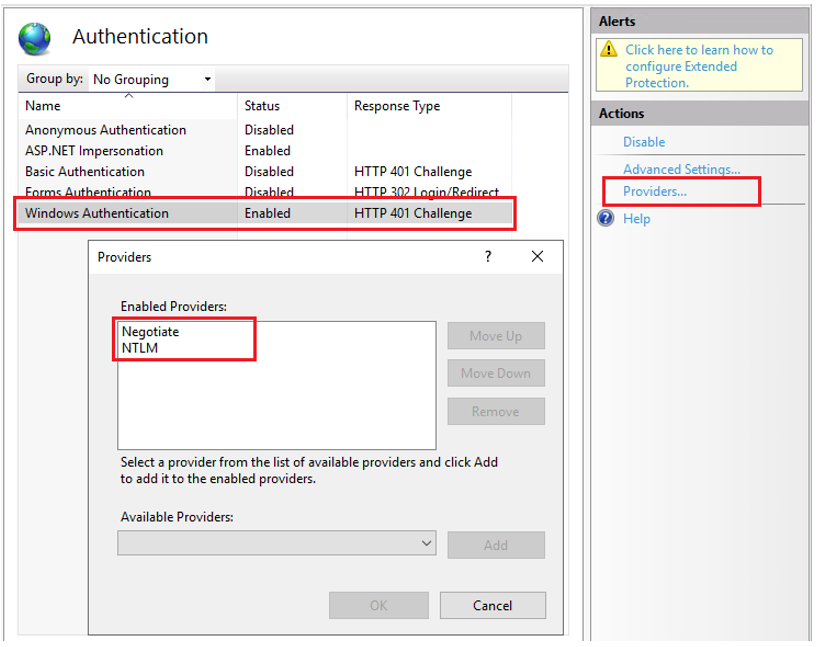 Authentication
Group by: No Grouping
Name Status Response Type
Anonymous Authentication Disabled
ASP.NET Impersonation Enabled
Basic Authentication Disabled HTTP 401 Challenge
Forms Authentication Disabled HTTP 302 Login/Redirect
Windows Authentication Enabled HTTP 401 Challenge
Providers ?
Enabled Providers:
Negotiate
NTLM
Move Up
Move Down
Remove
Select a provider from the list of available providers and click Add
to add it to the enabled providers.
Available Providers:
Add
OK Cancel
Alerts
Click here to learn how to
configure Extended
Protection.
Actions
Disable
Advanced Settings...
Providers...
? Help